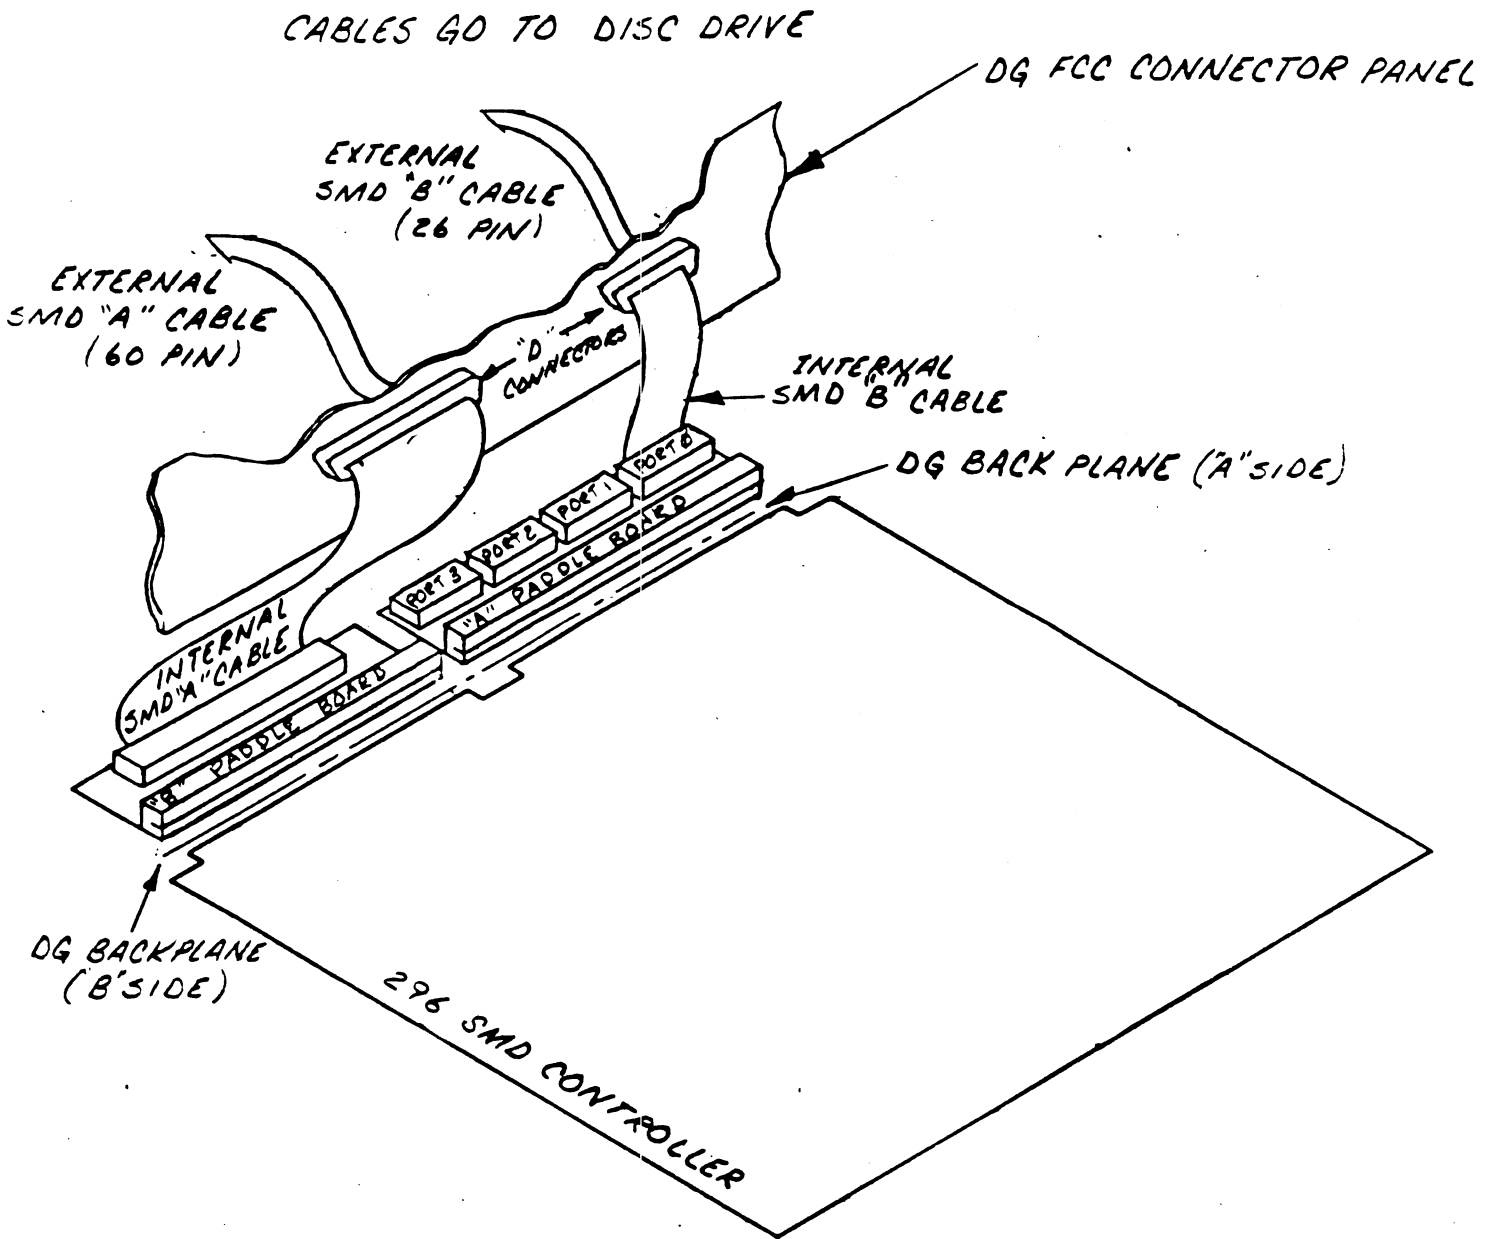 CABLES GO TO DISC DRIVE
DG FCC CONNECTOR PANEL
EXTERNAL
SMD "B" CABLE
(26 PIN)
EXTERNAL
SMD "A" CABLE
(60 PIN)
"D"
CONNECTORS
INTERNAL
SMD "B" CABLE
DG BACK PLANE ("A" SIDE)
PORT 0
PORT 1
PORT 2
PORT 3
"A" PADDLE BOARD
INTERNAL
SMD "A" CABLE
"B" PADDLE BOARD
DG BACKPLANE
("B" SIDE)
296 SMD CONTROLLER